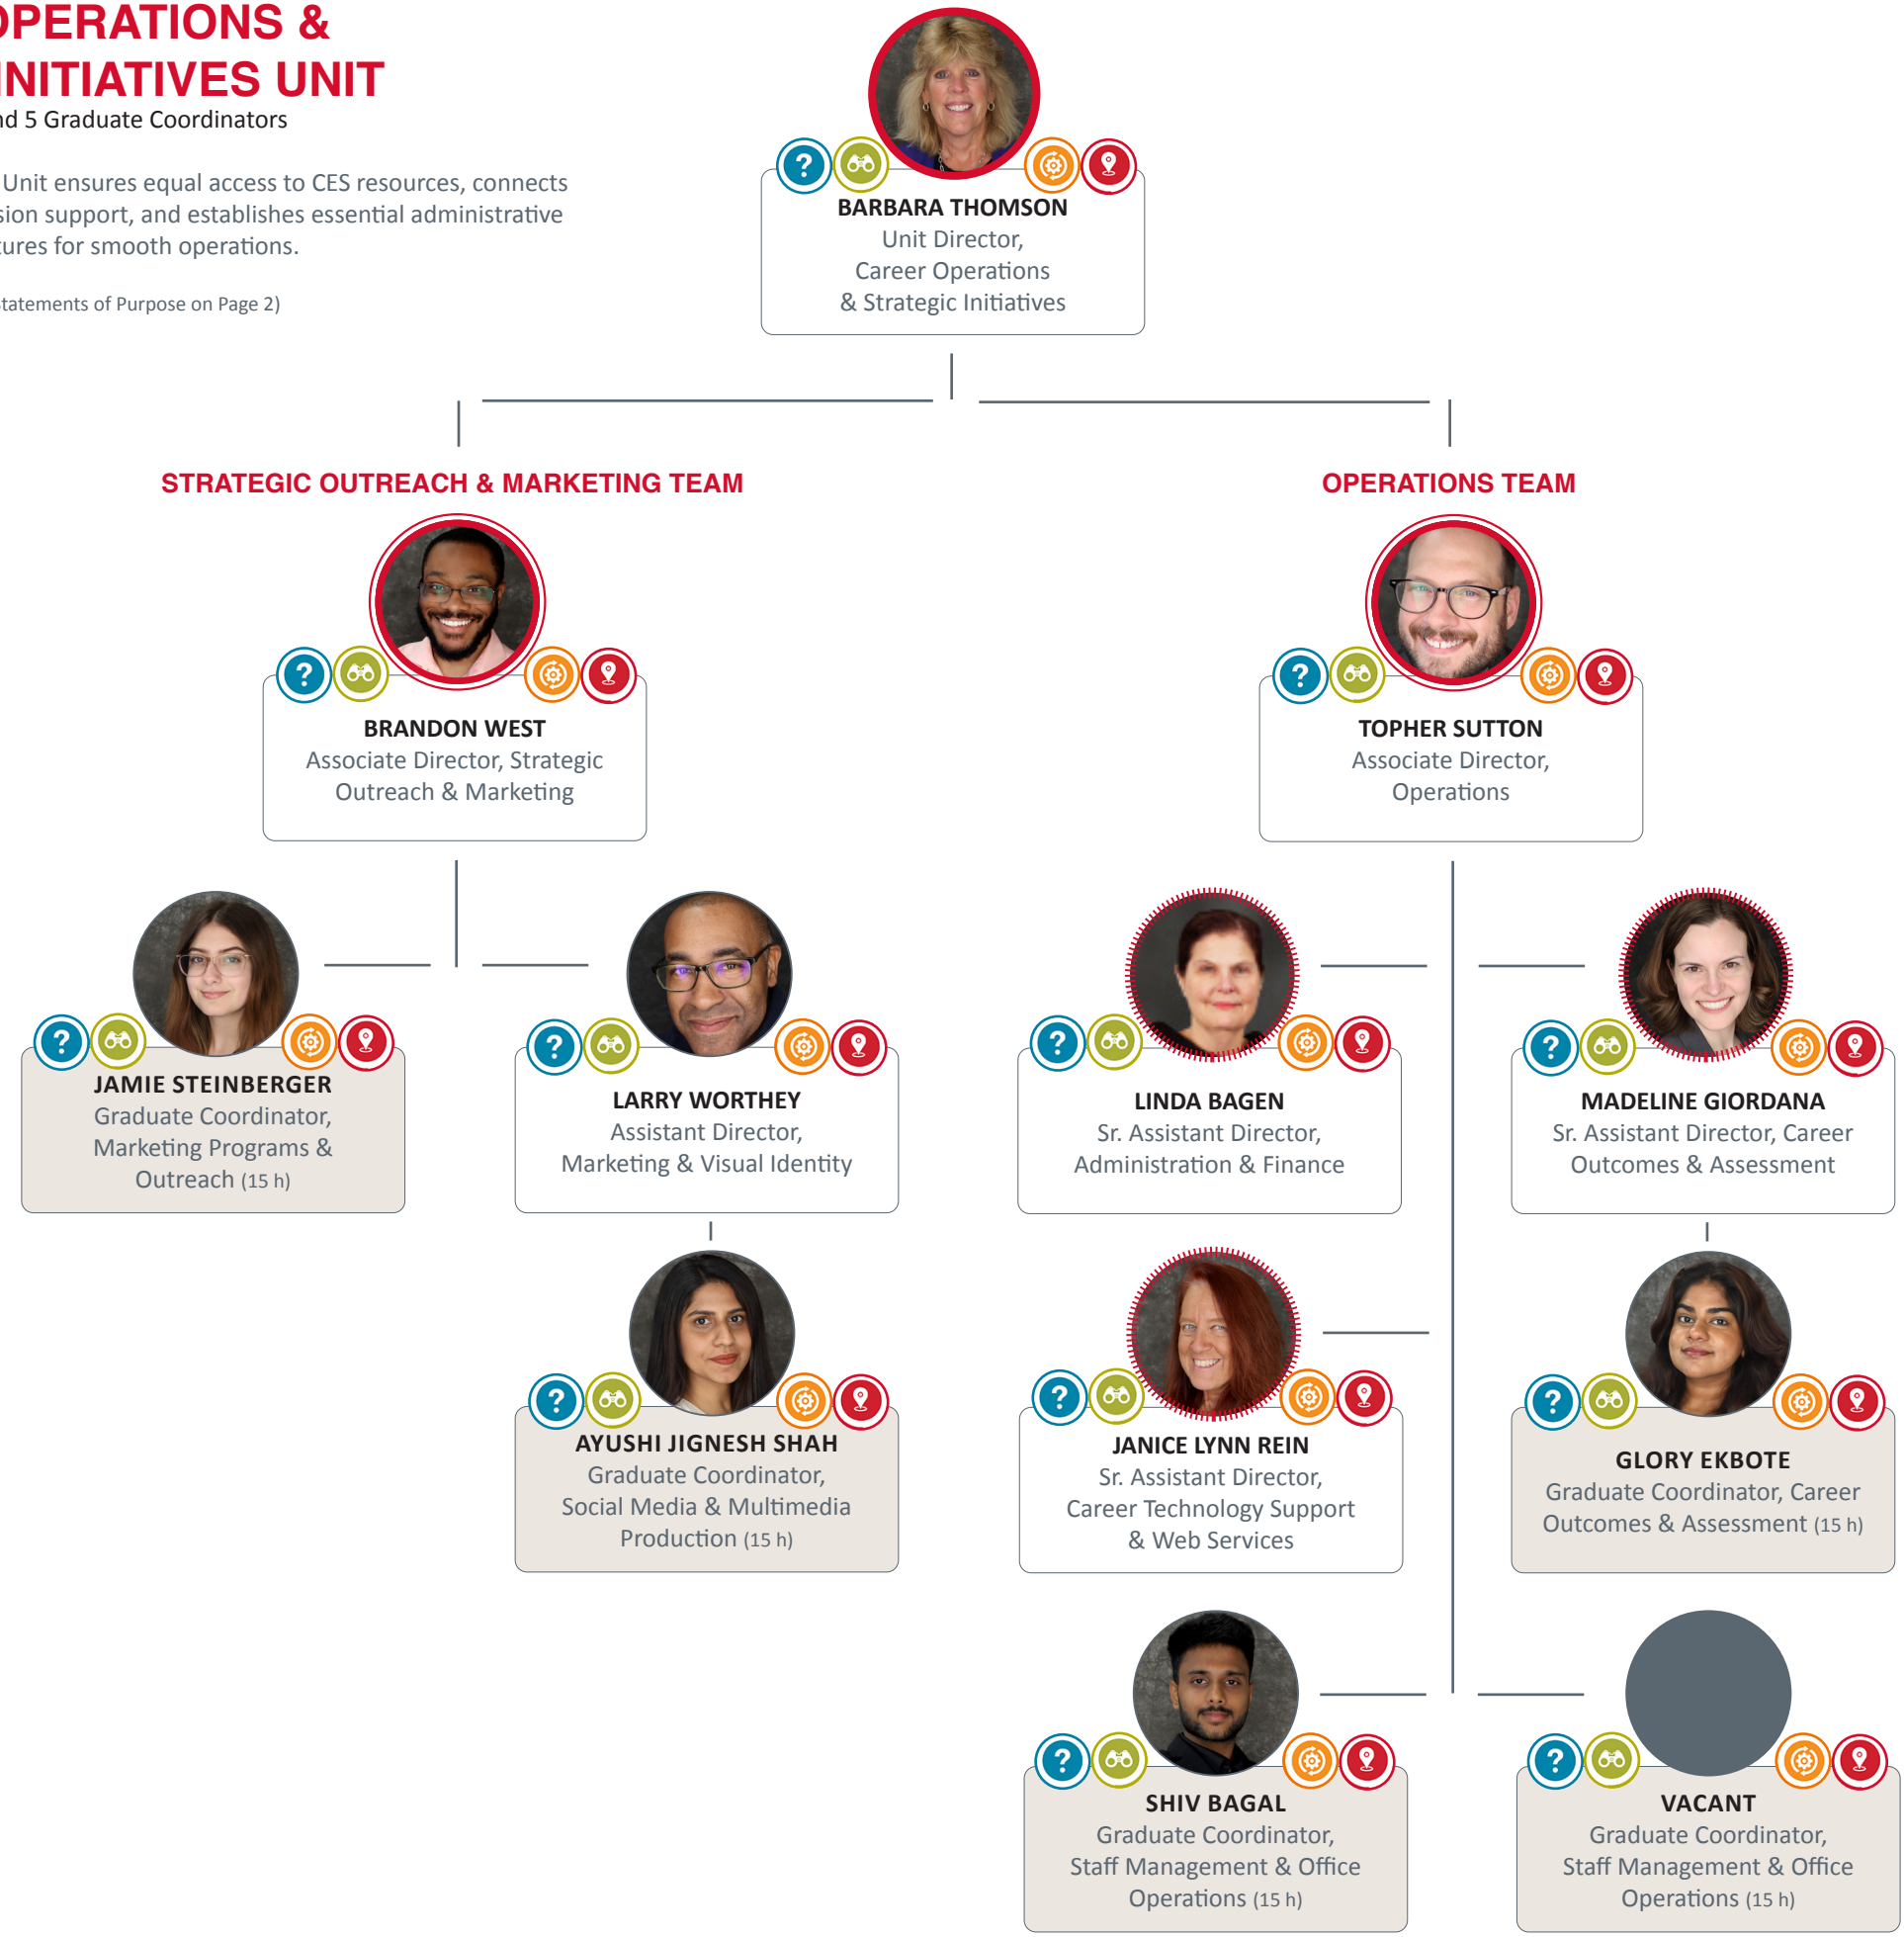 OPERATIONS &
INITIATIVES UNIT
and 5 Graduate Coordinators
Unit ensures equal access to CES resources, connects
support, and establishes essential administrative
for smooth operations.
Statements of Purpose on Page 2)
BARBARA THOMSON
Unit Director,
Career Operations
& Strategic Initiatives
STRATEGIC OUTREACH & MARKETING TEAM
OPERATIONS TEAM
BRANDON WEST
Associate Director, Strategic
Outreach & Marketing
TOPHER SUTTON
Associate Director,
Operations
JAMIE STEINBERGER
Graduate Coordinator,
Marketing Programs &
Outreach (15 h)
LARRY WORTHEY
Assistant Director,
Marketing & Visual Identity
LINDA BAGEN
Sr. Assistant Director,
Administration & Finance
MADELINE GIORDANA
Sr. Assistant Director, Career
Outcomes & Assessment
AYUSHI JIGNESH SHAH
Graduate Coordinator,
Social Media & Multimedia
Production (15 h)
JANICE LYNN REIN
Sr. Assistant Director,
Career Technology Support
& Web Services
GLORY EKBOTE
Graduate Coordinator, Career
Outcomes & Assessment (15 h)
SHIV BAGAL
Graduate Coordinator,
Staff Management & Office
Operations (15 h)
VACANT
Graduate Coordinator,
Staff Management & Office
Operations (15 h)